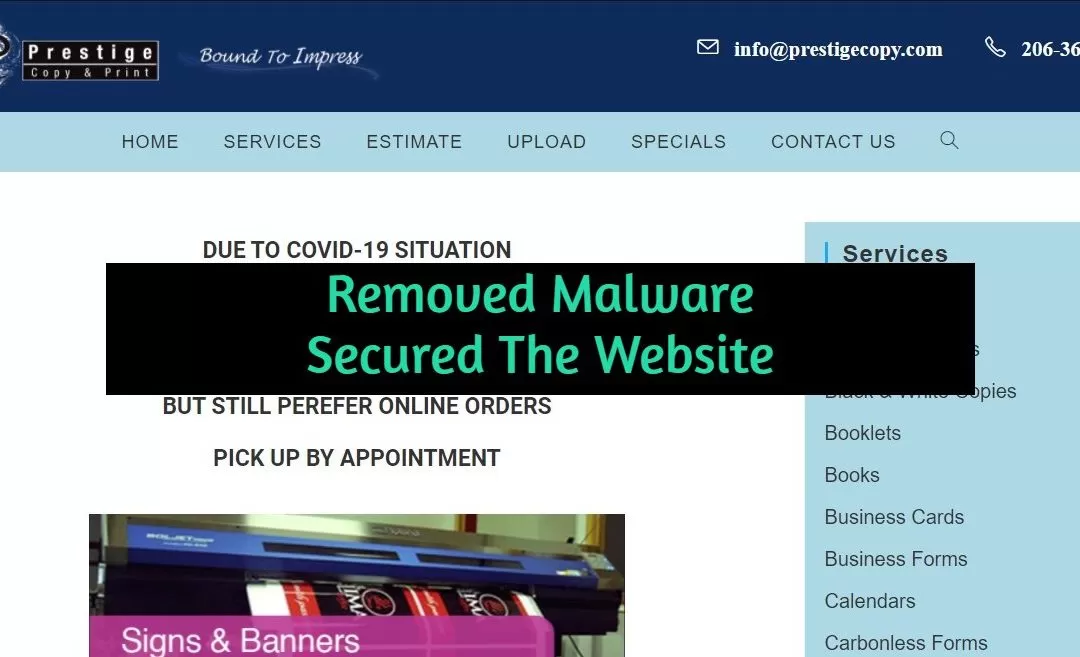 Prestige
Copy & Print
Bound To Impress
info@prestigecopy.com
206-36
HOME SERVICES ESTIMATE UPLOAD SPECIALS CONTACT US
DUE TO COVID-19 SITUATION
Removed Malware
Secured The Website
BUT STILL PEREFER ONLINE ORDERS
PICK UP BY APPOINTMENT
Signs & Banners
Services
Black & White Copies
Booklets
Books
Business Cards
Business Forms
Calendars
Carbonless Forms